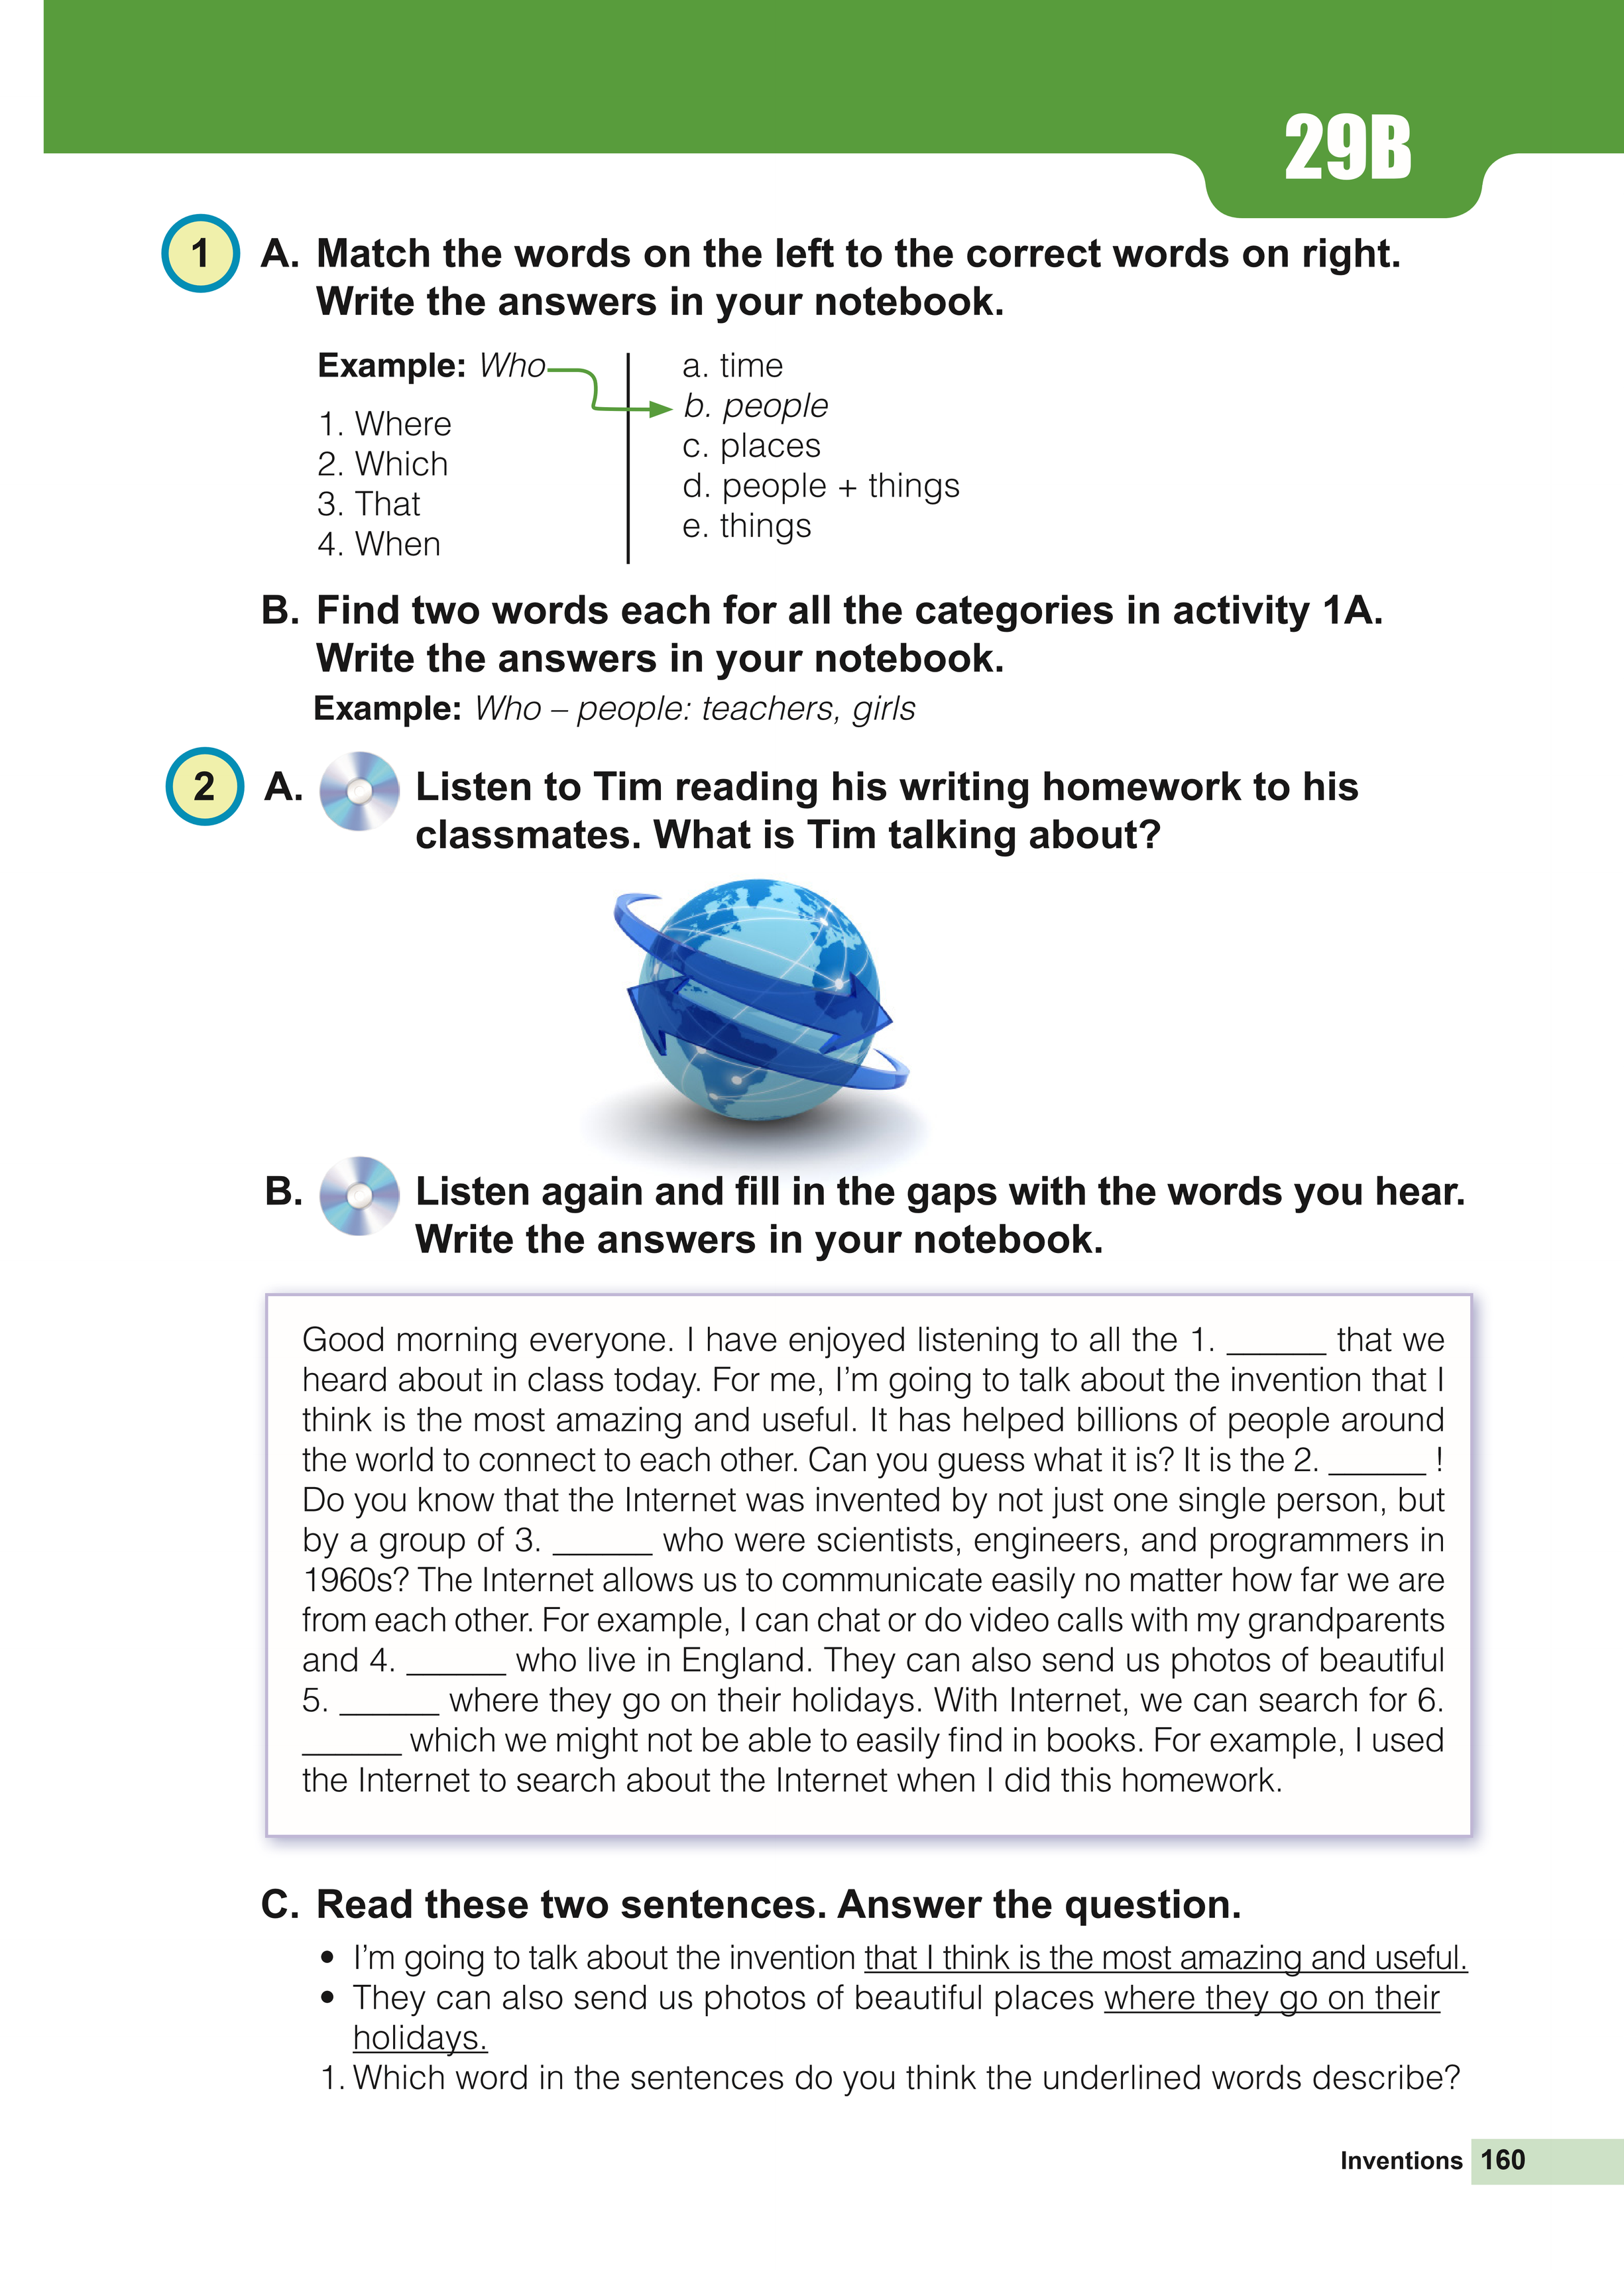 29B
1 A. Match the words on the left to the correct words on right.
Write the answers in your notebook.
Example: Who
1. Where
2. Which
3. That
4. When
a. time
b. people
c. places
d. people + things
e. things
B. Find two words each for all the categories in activity 1A.
Write the answers in your notebook.
Example: Who – people: teachers, girls
2 A. Listen to Tim reading his writing homework to his
classmates. What is Tim talking about?
B. Listen again and fill in the gaps with the words you hear.
Write the answers in your notebook.
Good morning everyone. I have enjoyed listening to all the 1. ______ that we
heard about in class today. For me, I’m going to talk about the invention that I
think is the most amazing and useful. It has helped billions of people around
the world to connect to each other. Can you guess what it is? It is the 2. ______ !
Do you know that the Internet was invented by not just one single person, but
by a group of 3. ______ who were scientists, engineers, and programmers in
1960s? The Internet allows us to communicate easily no matter how far we are
from each other. For example, I can chat or do video calls with my grandparents
and 4. ______ who live in England. They can also send us photos of beautiful
5. ______ where they go on their holidays. With Internet, we can search for 6.
______ which we might not be able to easily find in books. For example, I used
the Internet to search about the Internet when I did this homework.
C. Read these two sentences. Answer the question.
• I’m going to talk about the invention that I think is the most amazing and useful.
• They can also send us photos of beautiful places where they go on their
holidays.
1. Which word in the sentences do you think the underlined words describe?
Inventions 160